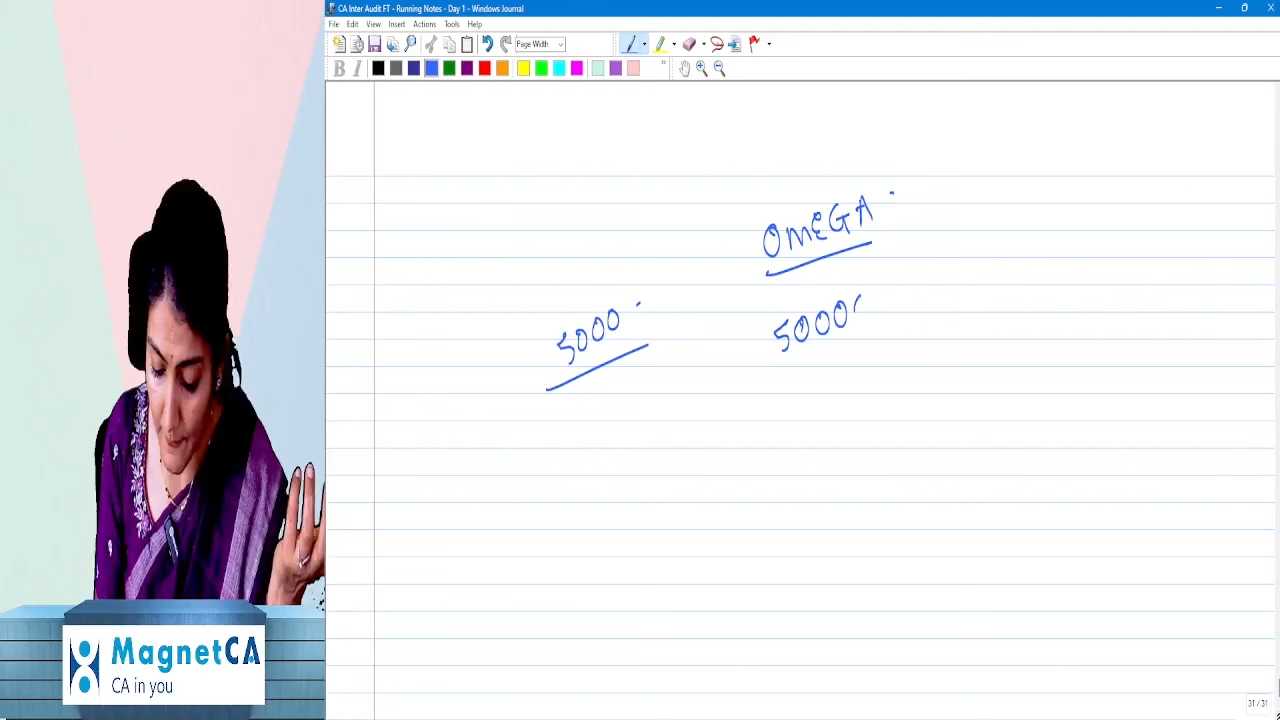 CA Inter Audit FT - Running Notes - Day 1 - Windows Journal
File Edit View Insert Actions Tools Help
Page Width
B I
OMEGA
5000
5000
MagnetCA
CA in you
31 / 31